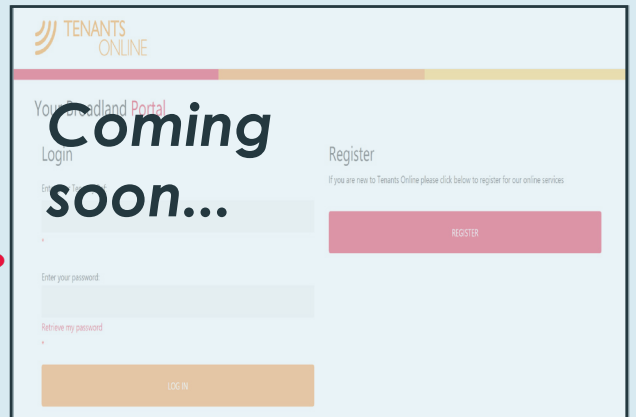 TENANTS
ONLINE
Your Broadland Portal
Coming
soon...
Login
Enter your password:
Retrieve my password
*
LOG IN
Register
If you are new to Tenants Online please click below to register for our online services
REGISTER